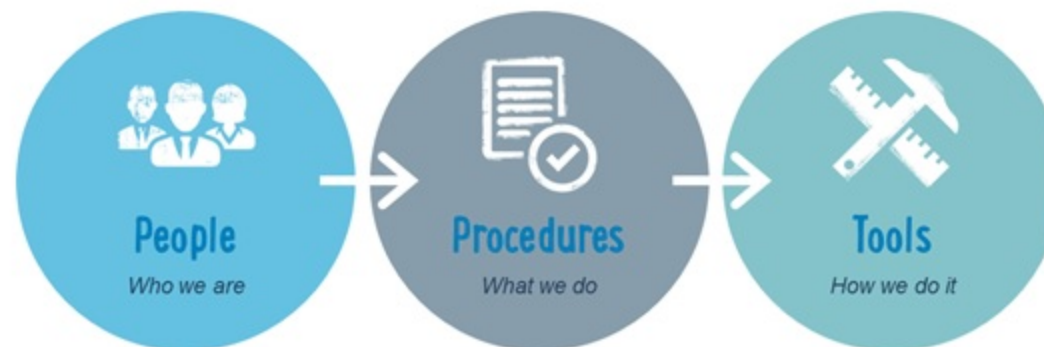 People
Who we are
Procedures
What we do
Tools
How we do it